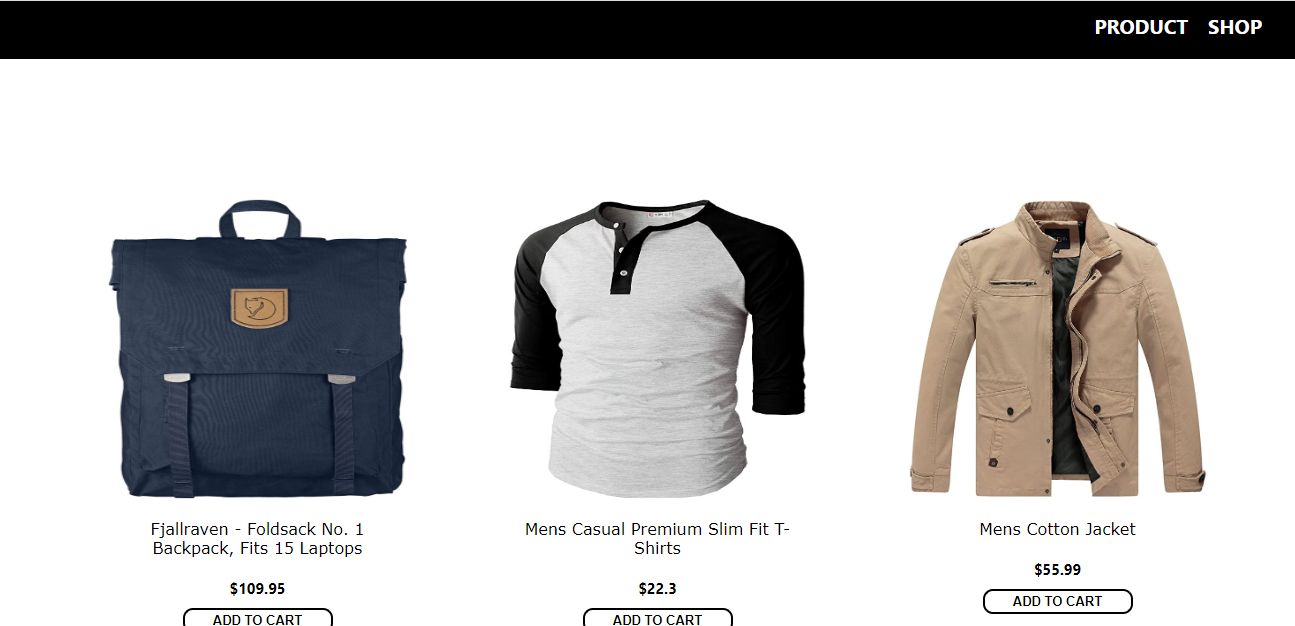 PRODUCT SHOP
Fjallraven - Foldsack No. 1
Backpack, Fits 15 Laptops
$109.95
ADD TO CART
Mens Casual Premium Slim Fit T-
Shirts
$22.3
ADD TO CART
Mens Cotton Jacket
$55.99
ADD TO CART